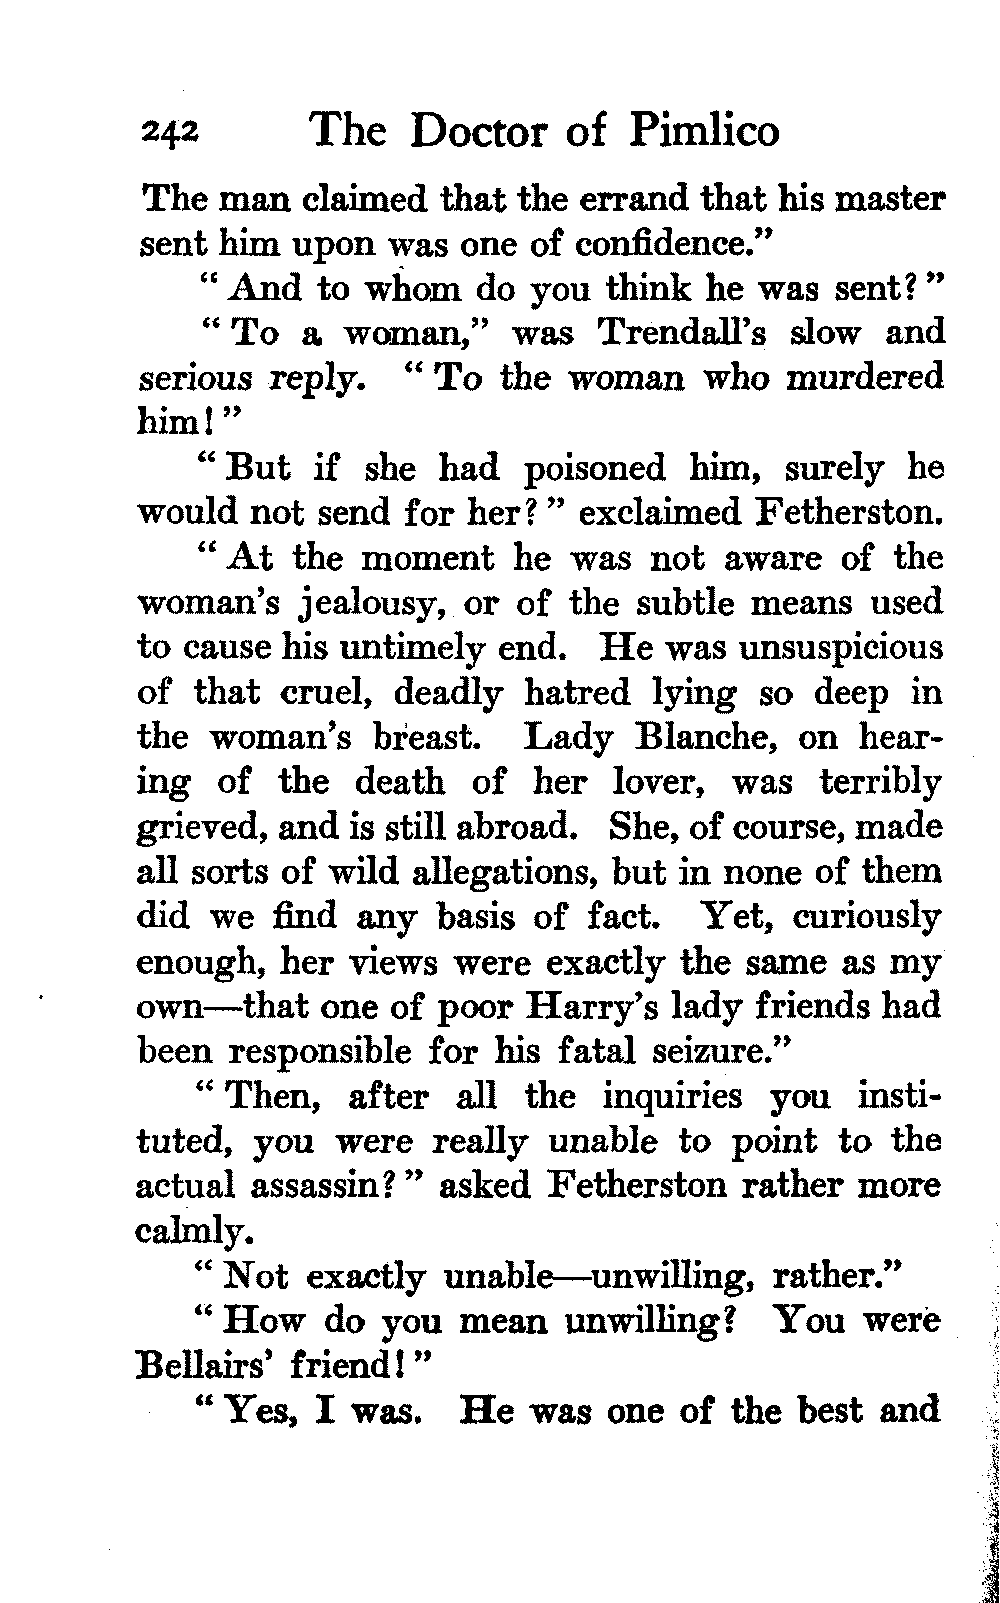 242 The Doctor of Pimlico
The man claimed that the errand that his master
sent him upon was one of confidence."
"And to whom do you think he was sent?"
"To a woman," was Trendall's slow and
serious reply. "To the woman who murdered
him!"
"But if she had poisoned him, surely he
would not send for her?" exclaimed Fetherston.
"At the moment he was not aware of the
woman's jealousy, or of the subtle means used
to cause his untimely end. He was unsuspicious
of that cruel, deadly hatred lying so deep in
the woman's breast. Lady Blanche, on hear-
ing of the death of her lover, was terribly
grieved, and is still abroad. She, of course, made
all sorts of wild allegations, but in none of them
did we find any basis of fact. Yet, curiously
enough, her views were exactly the same as my
own—that one of poor Harry's lady friends had
been responsible for his fatal seizure."
"Then, after all the inquiries you insti-
tuted, you were really unable to point to the
actual assassin?" asked Fetherston rather more
calmly.
"Not exactly unable—unwilling, rather."
"How do you mean unwilling? You were
Bellairs' friend!"
"Yes, I was. He was one of the best and